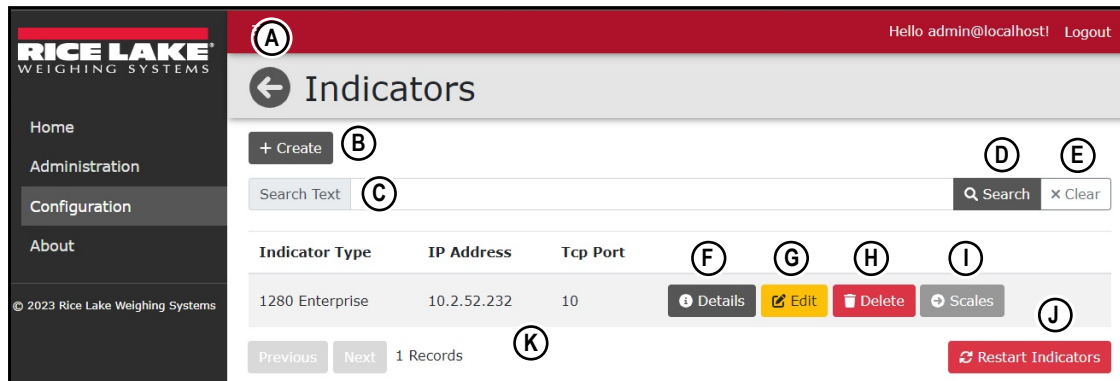 RICE LAKE®
WEIGHING SYSTEMS
Home
Administration
Configuration
About
© 2023 Rice Lake Weighing Systems
A
Hello admin@localhost! Logout
Indicators
+ Create B
D E
Search Text C Search × Clear
Indicator Type IP Address Tcp Port F G H I
1280 Enterprise 10.2.52.232 10 Details Edit Delete Scales
J
Previous Next 1 Records K Restart Indicators